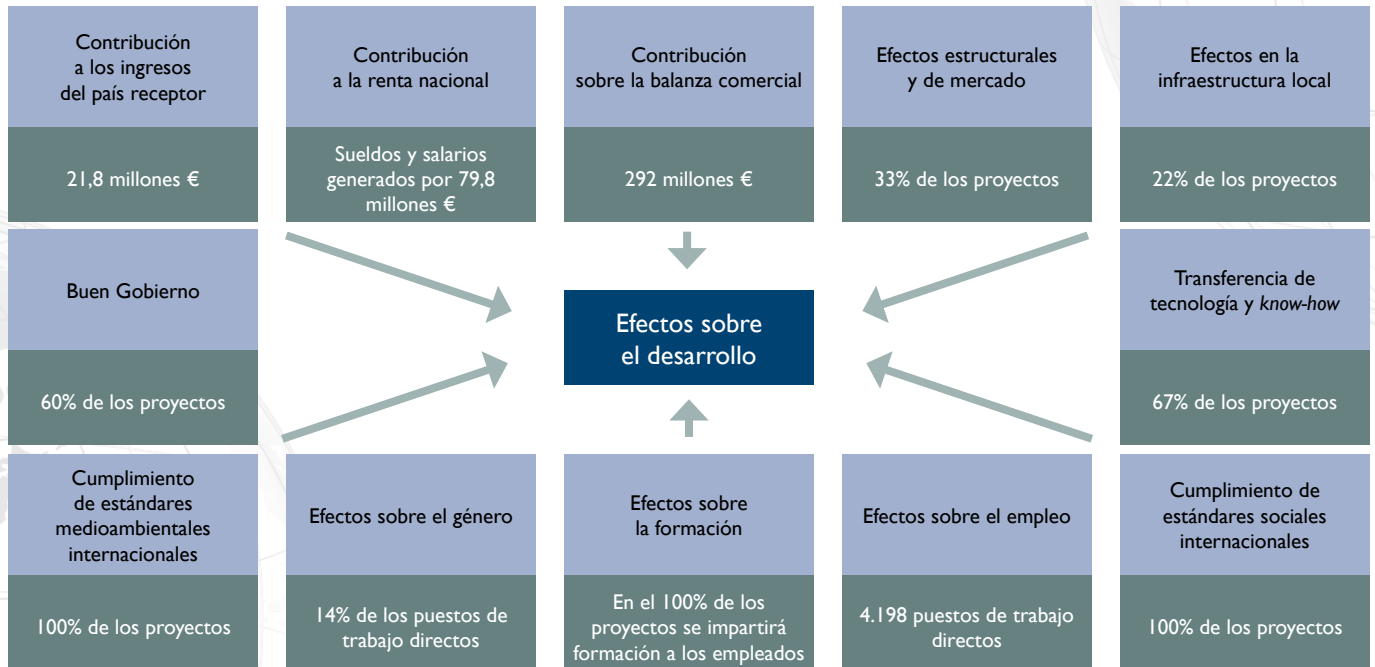 Contribución
a los ingresos
del país receptor
21,8 millones €
Contribución
a la renta nacional
Sueldos y salarios
generados por 79,8
millones €
Contribución
sobre la balanza comercial
292 millones €
Efectos estructurales
y de mercado
33% de los proyectos
Efectos en la
infraestructura local
22% de los proyectos
Buen Gobierno
60% de los proyectos
Efectos sobre
el desarrollo
Transferencia de
tecnología y know-how
67% de los proyectos
Cumplimiento
de estándares
medioambientales
internacionales
100% de los proyectos
Efectos sobre el género
14% de los puestos de
trabajo directos
Efectos sobre
la formación
En el 100% de los
proyectos se impartirá
formación a los empleados
Efectos sobre el empleo
4.198 puestos de trabajo
directos
Cumplimiento de
estándares sociales
internacionales
100% de los proyectos